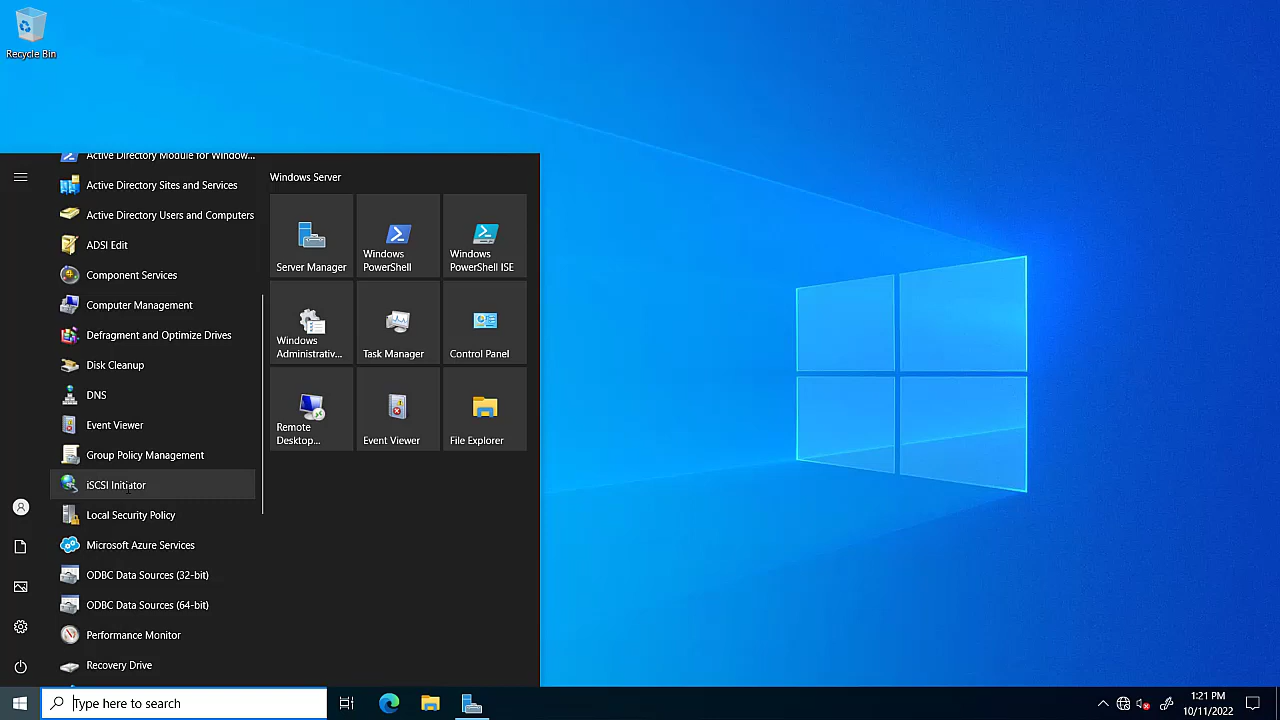 Recycle Bin
Active Directory Module for Window...
Active Directory Sites and Services
Active Directory Users and Computers
ADSI Edit
Component Services
Computer Management
Defragment and Optimize Drives
Disk Cleanup
DNS
Event Viewer
Group Policy Management
iSCSI Initiator
Local Security Policy
Microsoft Azure Services
ODBC Data Sources (32-bit)
ODBC Data Sources (64-bit)
Performance Monitor
Recovery Drive
Windows Server
Server Manager
Windows
PowerShell
Windows
PowerShell ISE
Windows
Administrativ...
Task Manager
Control Panel
Remote
Desktop...
Event Viewer
File Explorer
Type here to search
1:21 PM
10/11/2022